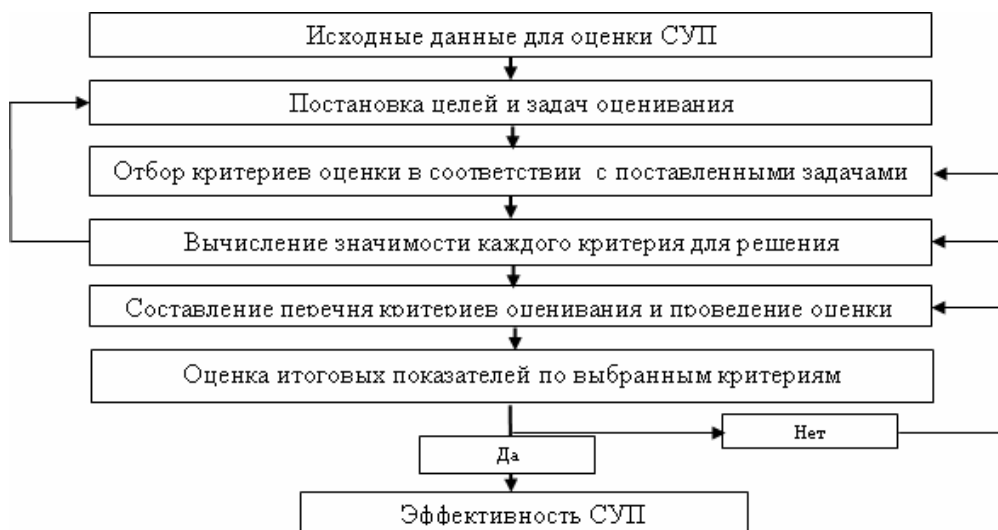 Исходные данные для оценки СУП
Постановка целей и задач оценивания
Отбор критериев оценки в соответствии с поставленными задачами
Вычисление значимости каждого критерия для решения
Составление перечня критериев оценивания и проведение оценки
Оценка итоговых показателей по выбранным критериям
Нет
Да
Эффективность СУП